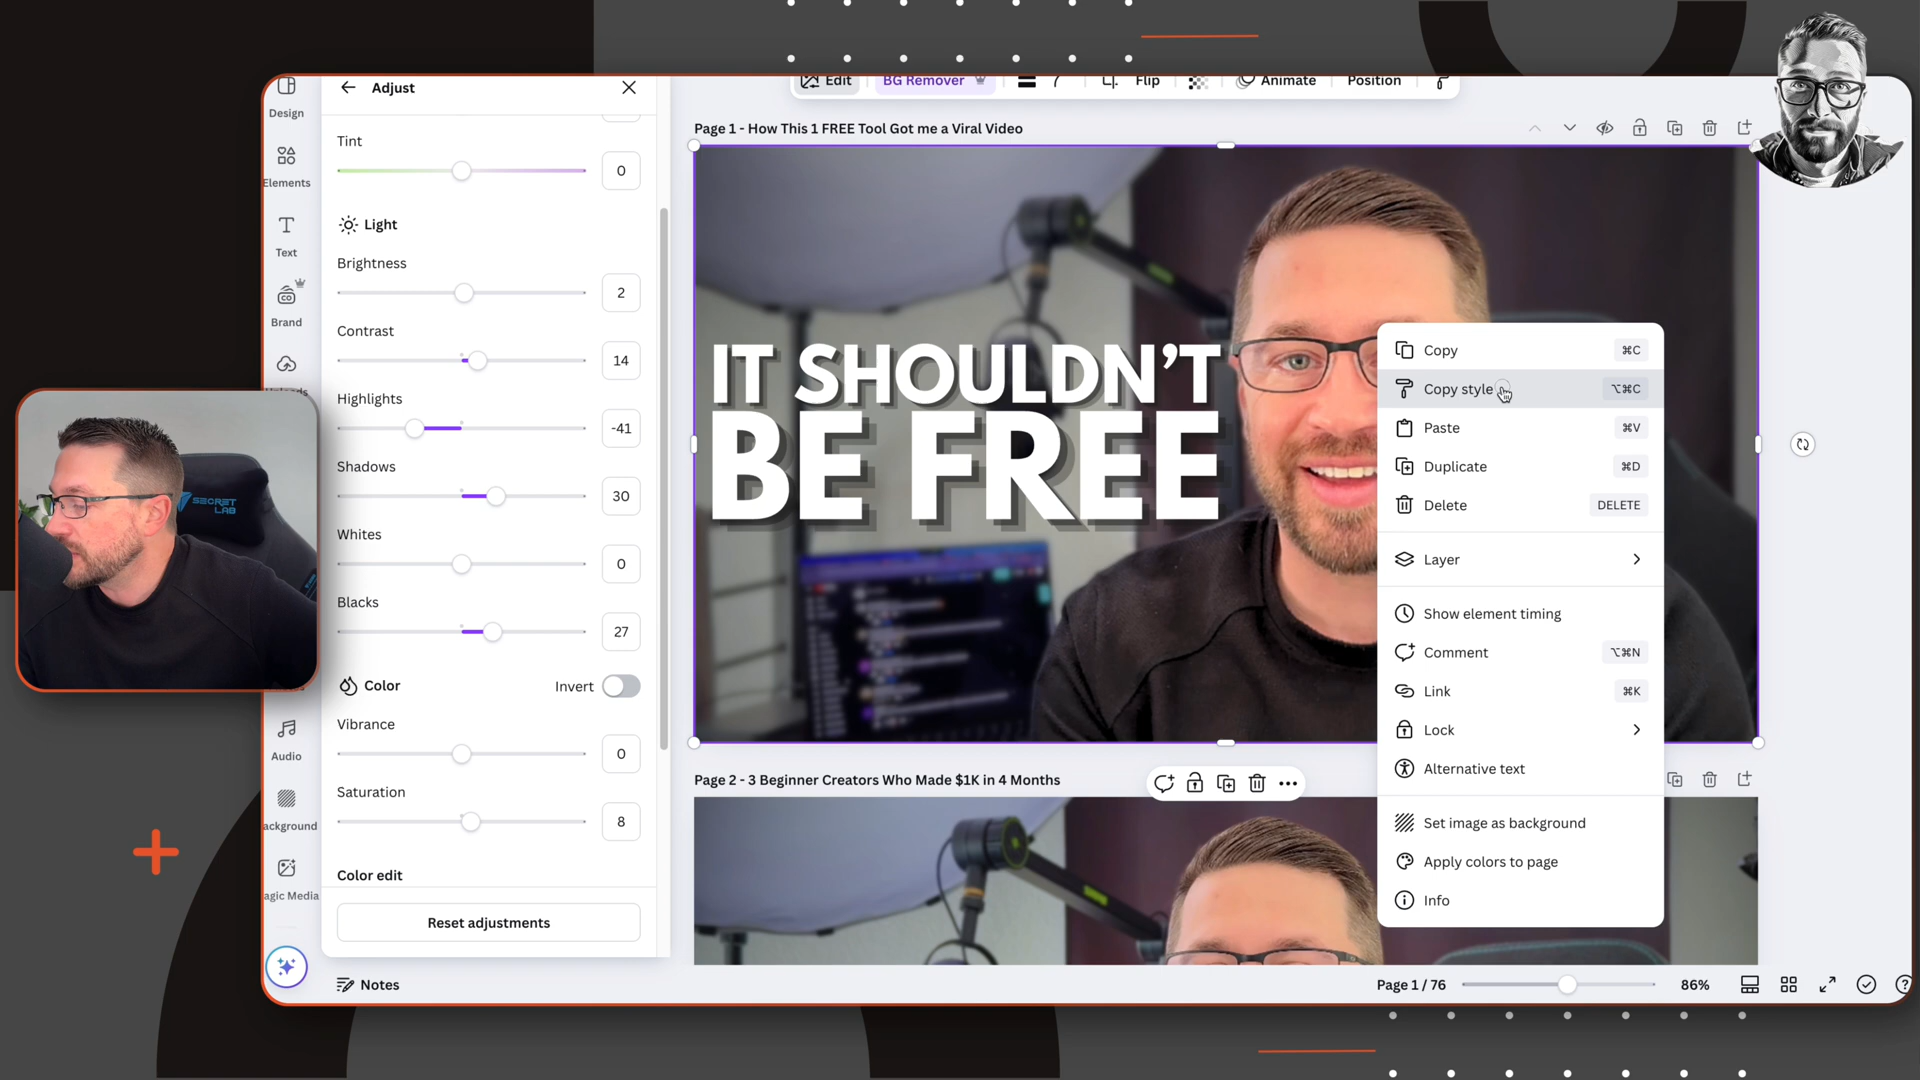 Design
Elements
Text
Brand
Audio
ackground
agic Media
Adjust
Tint
0
Light
Brightness
2
Contrast
14
Highlights
-41
Shadows
30
Whites
0
Blacks
27
Color
Invert
Vibrance
0
Saturation
8
Color edit
Reset adjustments
Notes
Edit
BG Remover
Flip
Animate
Position
Page 1 - How This 1 FREE Tool Got me a Viral Video
IT SHOULDN’T
BE FREE
Copy ⌘C
Copy style ⌥⌘C
Paste ⌘V
Duplicate ⌘D
Delete DELETE
Layer
Show element timing
Comment ⌥⌘N
Link ⌘K
Lock
Alternative text
Set image as background
Apply colors to page
Info
Page 2 - 3 Beginner Creators Who Made $1K in 4 Months
Page 1 / 76
86%
SECRET
LAB